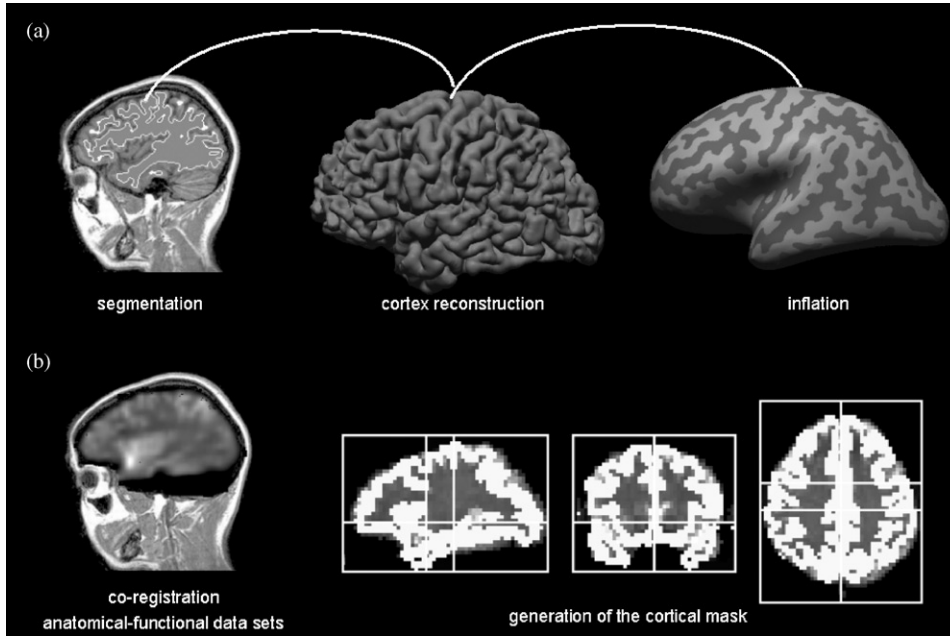 (a)
segmentation
cortex reconstruction
inflation
(b)
co-registration
anatomical-functional data sets
generation of the cortical mask